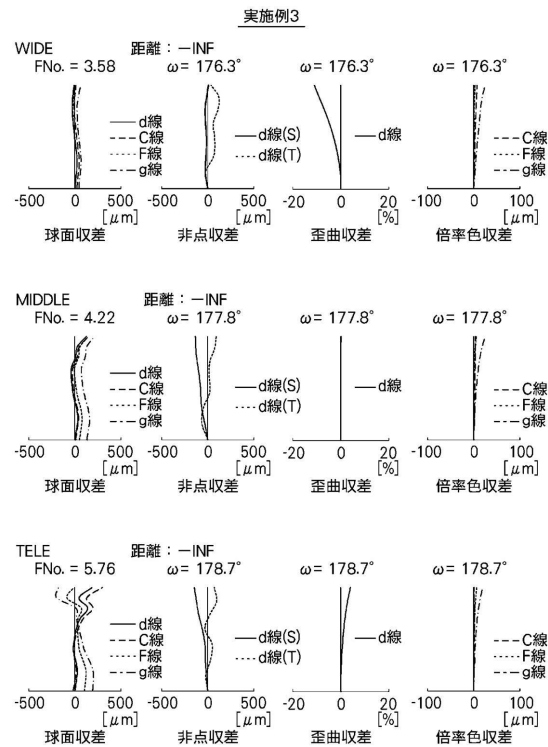 実施例3
WIDE 距離：－INF
FNo. = 3.58 ω= 176.3° ω= 176.3° ω= 176.3°
d線
C線
F線
g線
d線(S)
d線(T)
d線
C線
F線
g線
-500 0 500 -500 0 500 -20 0 20 -100 0 100
[μm] [μm] [%] [μm]
球面収差 非点収差 歪曲収差 倍率色収差
MIDDLE 距離：－INF
FNo. = 4.22 ω= 177.8° ω= 177.8° ω= 177.8°
d線
C線
F線
g線
d線(S)
d線(T)
d線
C線
F線
g線
-500 0 500 -500 0 500 -20 0 20 -100 0 100
[μm] [μm] [%] [μm]
球面収差 非点収差 歪曲収差 倍率色収差
TELE 距離：－INF
FNo. = 5.76 ω= 178.7° ω= 178.7° ω= 178.7°
d線
C線
F線
g線
d線(S)
d線(T)
d線
C線
F線
g線
-500 0 500 -500 0 500 -20 0 20 -100 0 100
[μm] [μm] [%] [μm]
球面収差 非点収差 歪曲収差 倍率色収差